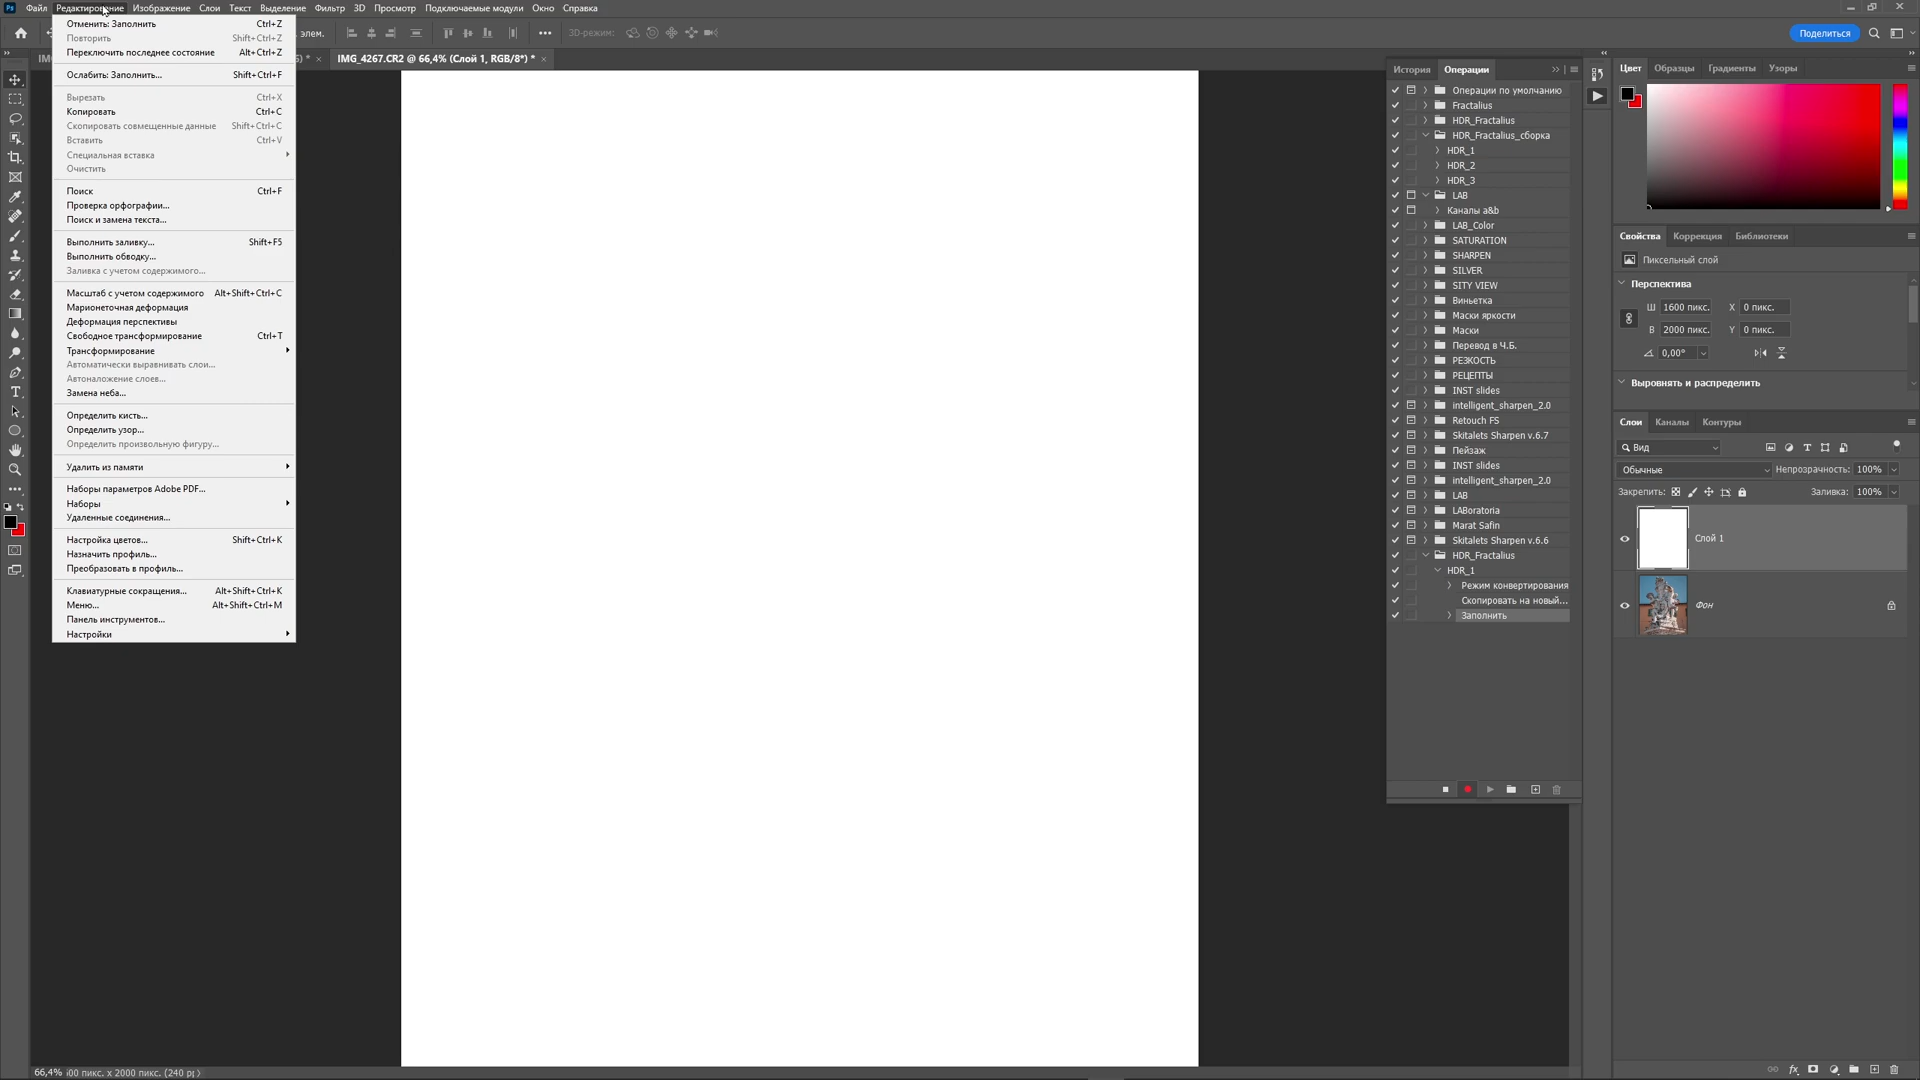 Файл Редактирование Изображение Слои Текст Выделение Фильтр 3D Просмотр Подключаемые модули Окно Справка
элем.
3D-режим:
Поделиться
IMG_4267.CR2 @ 66,4% (Слой 1, RGB/8*) *
Отменить: Заполнить Ctrl+Z
Повторить Shift+Ctrl+Z
Переключить последнее состояние Alt+Ctrl+Z
Ослабить: Заполнить... Shift+Ctrl+F
Вырезать Ctrl+X
Копировать Ctrl+C
Скопировать совмещенные данные Shift+Ctrl+C
Вставить Ctrl+V
Специальная вставка
Очистить
Поиск Ctrl+F
Проверка орфографии...
Поиск и замена текста...
Выполнить заливку... Shift+F5
Выполнить обводку...
Заливка с учетом содержимого...
Масштаб с учетом содержимого Alt+Shift+Ctrl+C
Марионеточная деформация
Деформация перспективы
Свободное трансформирование Ctrl+T
Трансформирование
Автоматически выравнивать слои...
Автоналожение слоев...
Замена неба...
Определить кисть...
Определить узор...
Определить произвольную фигуру...
Удалить из памяти
Наборы параметров Adobe PDF...
Наборы
Удаленные соединения...
Настройка цветов... Shift+Ctrl+K
Назначить профиль...
Преобразовать в профиль...
Клавиатурные сокращения... Alt+Shift+Ctrl+K
Меню... Alt+Shift+Ctrl+M
Панель инструментов...
Настройки
66,4% 00 пикс. x 2000 пикс. (240 pp
История Операции
Операции по умолчанию
Fractalius
HDR_Fractalius
HDR_Fractalius_сборка
HDR_1
HDR_2
HDR_3
LAB
Каналы a&b
LAB_Color
SATURATION
SHARPEN
SILVER
SITY VIEW
Виньетка
Маски яркости
Маски
Перевод в Ч.Б.
РЕЗКОСТЬ
РЕЦЕПТЫ
INST slides
intelligent_sharpen_2.0
Retouch FS
Skitalets Sharpen v.6.7
Пейзаж
INST slides
intelligent_sharpen_2.0
LAB
LABoratoria
Marat Safin
Skitalets Sharpen v.6.6
HDR_Fractalius
HDR_1
Режим конвертирования
Скопировать на новый...
Заполнить
Цвет Образцы Градиенты Узоры
Свойства Коррекция Библиотеки
Пиксельный слой
Перспектива
Ш 1600 пикс. X 0 пикс.
В 2000 пикс. Y 0 пикс.
0,00°
Выровнять и распределить
Слои Каналы Контуры
Вид
Обычные Непрозрачность: 100%
Закрепить: Заливка: 100%
Слой 1
Фон